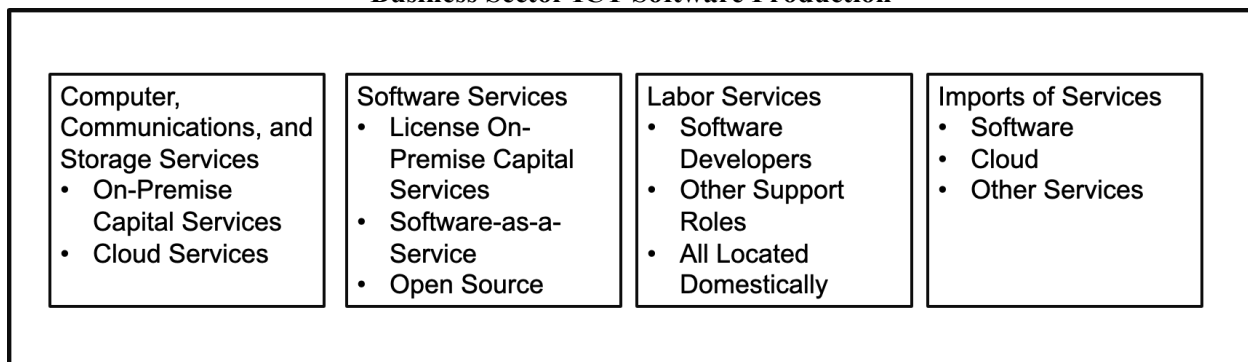 Business Sector ICT Software Production
Computer,
Communications, and
Storage Services
• On-Premise
Capital Services
• Cloud Services
Software Services
• License On-
Premise Capital
Services
• Software-as-a-
Service
• Open Source
Labor Services
• Software
Developers
• Other Support
Roles
• All Located
Domestically
Imports of Services
• Software
• Cloud
• Other Services